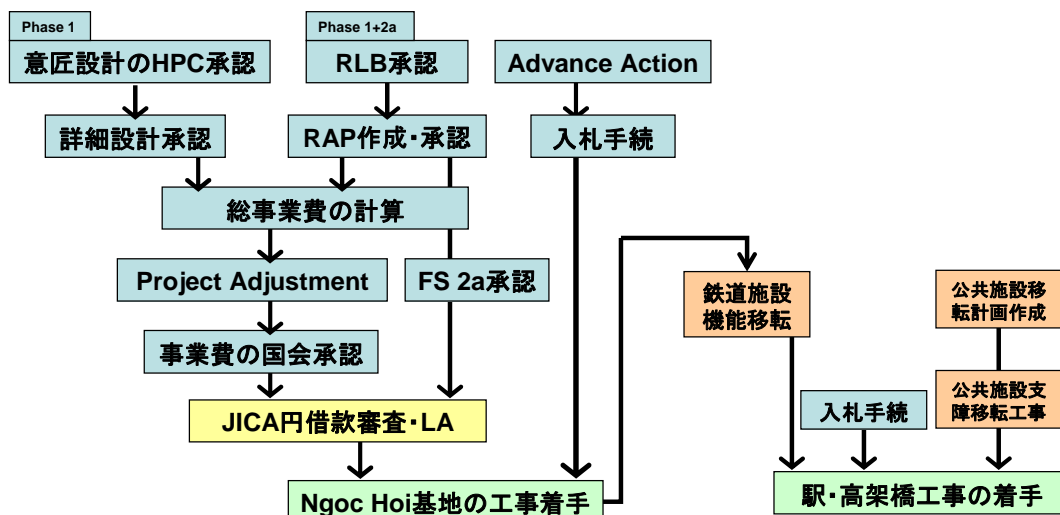 Phase 1
意匠設計のHPC承認
Phase 1+2a
RLB承認
Advance Action
詳細設計承認
RAP作成・承認
入札手続
総事業費の計算
Project Adjustment
FS 2a承認
鉄道施設
機能移転
公共施設移
転計画作成
事業費の国会承認
JICA円借款審査・LA
入札手続
公共施設支
障移転工事
Ngoc Hoi基地の工事着手
駅・高架橋工事の着手